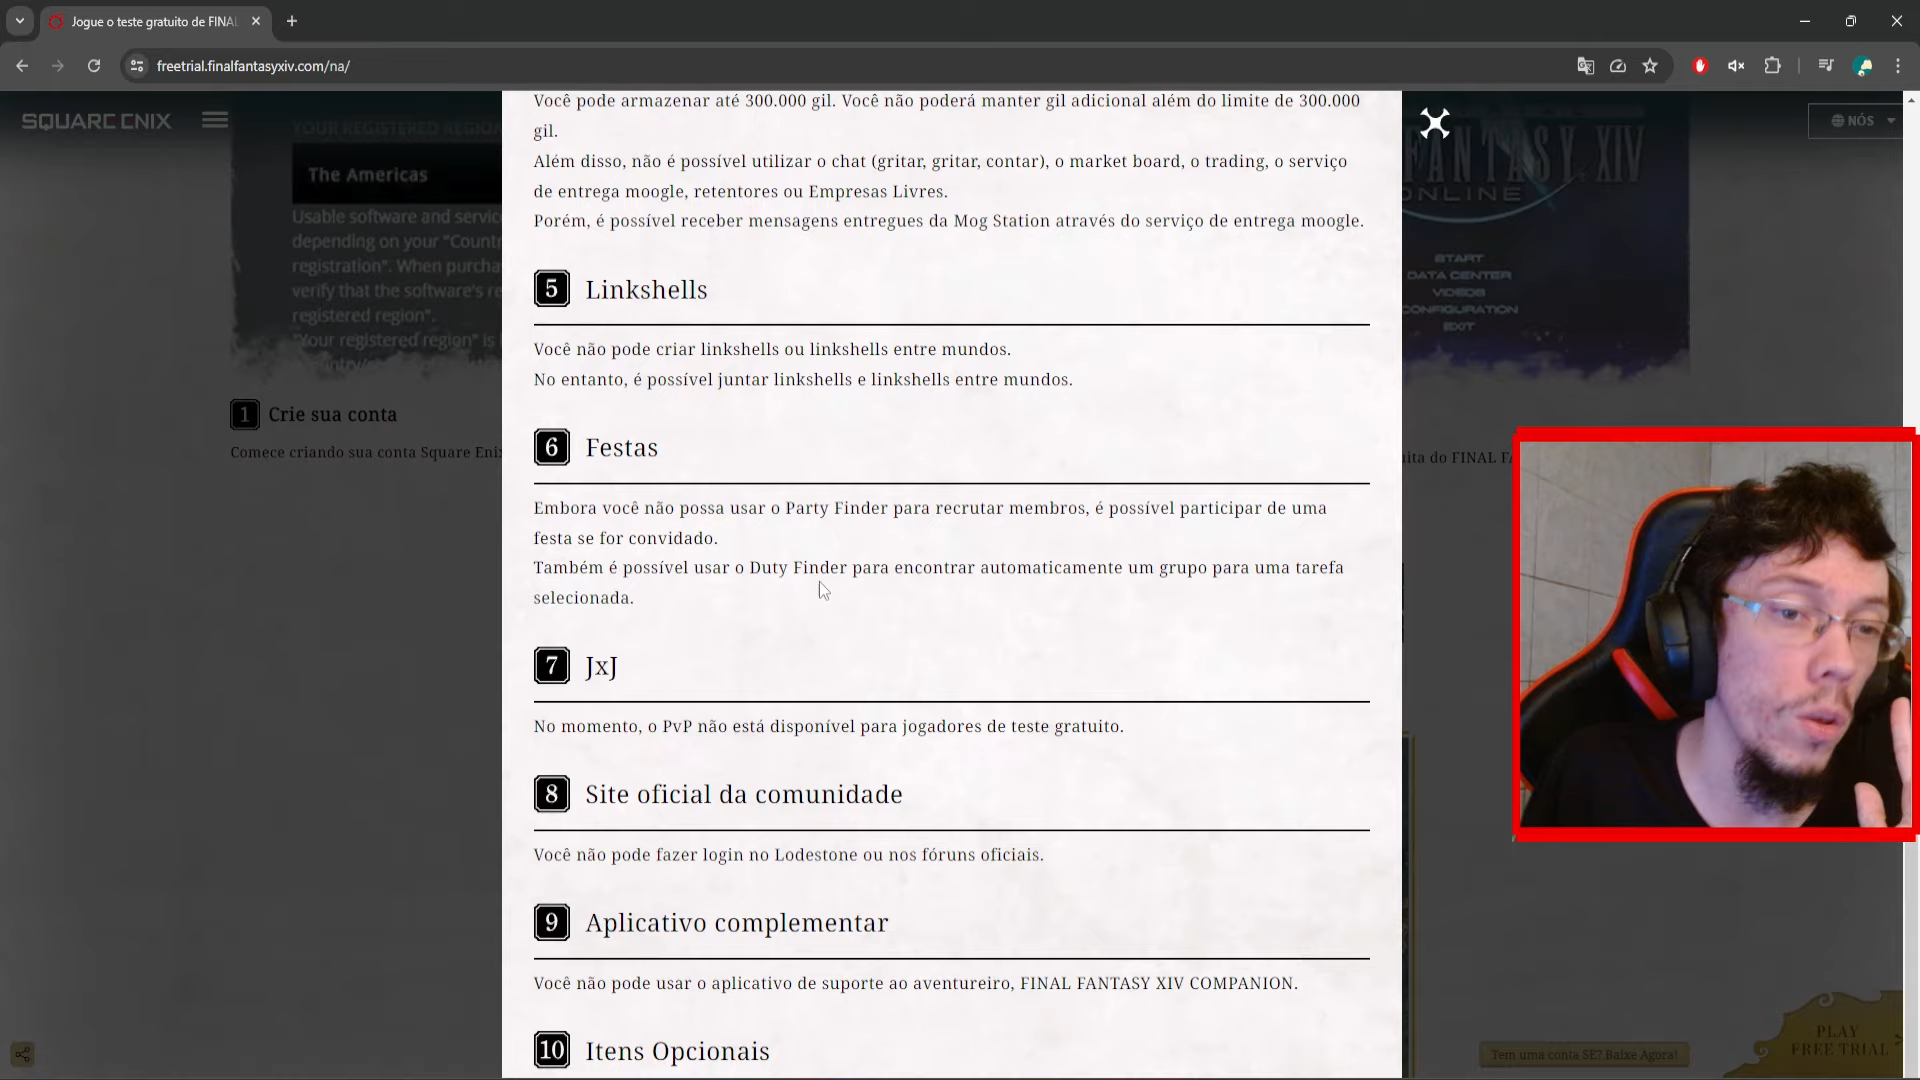 Jogue o teste gratuito de FINAL
freetrial.finalfantasyxiv.com/na/
SQUARE ENIX
NÓS
YOUR REGISTERED REGION
The Americas
Usable software and servic
depending on your "Countr
registration". When purcha
verify that the software's re
registered region".
"Your registered region" is
1 Crie sua conta
Comece criando sua conta Square Enix
Você pode armazenar até 300.000 gil. Você não poderá manter gil adicional além do limite de 300.000
gil.
Além disso, não é possível utilizar o chat (gritar, gritar, contar), o market board, o trading, o serviço
de entrega moogle, retentores ou Empresas Livres.
Porém, é possível receber mensagens entregues da Mog Station através do serviço de entrega moogle.
5 Linkshells
Você não pode criar linkshells ou linkshells entre mundos.
No entanto, é possível juntar linkshells e linkshells entre mundos.
6 Festas
Embora você não possa usar o Party Finder para recrutar membros, é possível participar de uma
festa se for convidado.
Também é possível usar o Duty Finder para encontrar automaticamente um grupo para uma tarefa
selecionada.
7 JxJ
No momento, o PvP não está disponível para jogadores de teste gratuito.
8 Site oficial da comunidade
Você não pode fazer login no Lodestone ou nos fóruns oficiais.
9 Aplicativo complementar
Você não pode usar o aplicativo de suporte ao aventureiro, FINAL FANTASY XIV COMPANION.
10 Itens Opcionais
FANTASY XIV
ONLINE
START
DATA CENTER
VIDEOS
CONFIGURATION
EXIT
ita do FINAL FA
Tem uma conta SE? Baixe Agora!
PLAY
FREE TRIAL